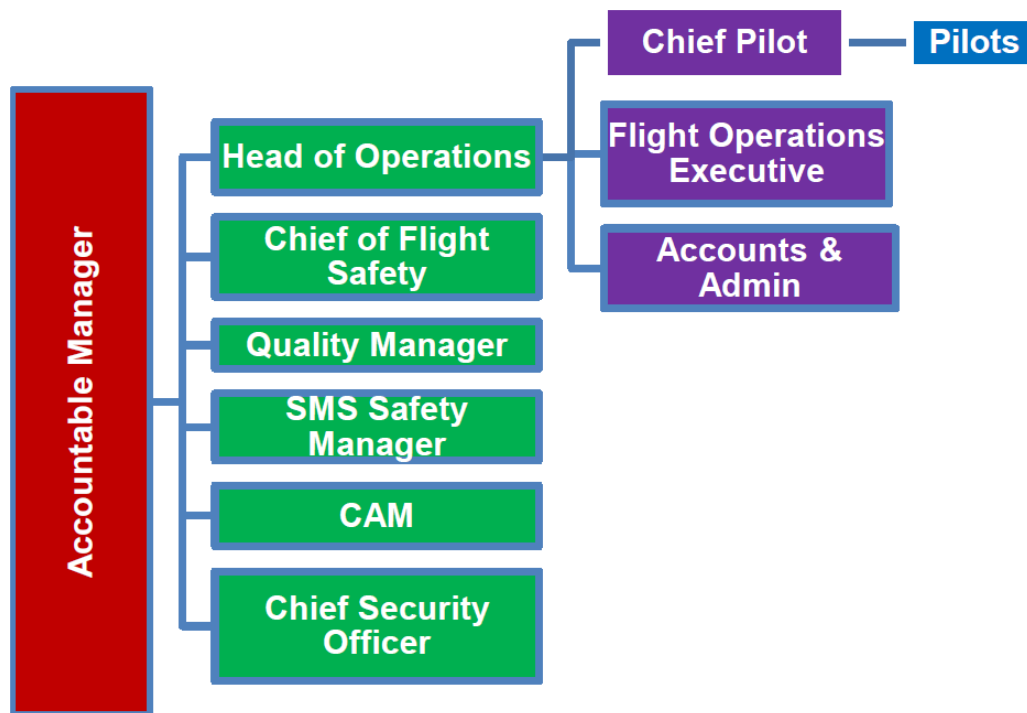 Accountable Manager
Head of Operations
Chief of Flight
Safety
Quality Manager
SMS Safety
Manager
CAM
Chief Security
Officer
Chief Pilot
Flight Operations
Executive
Accounts &
Admin
Pilots